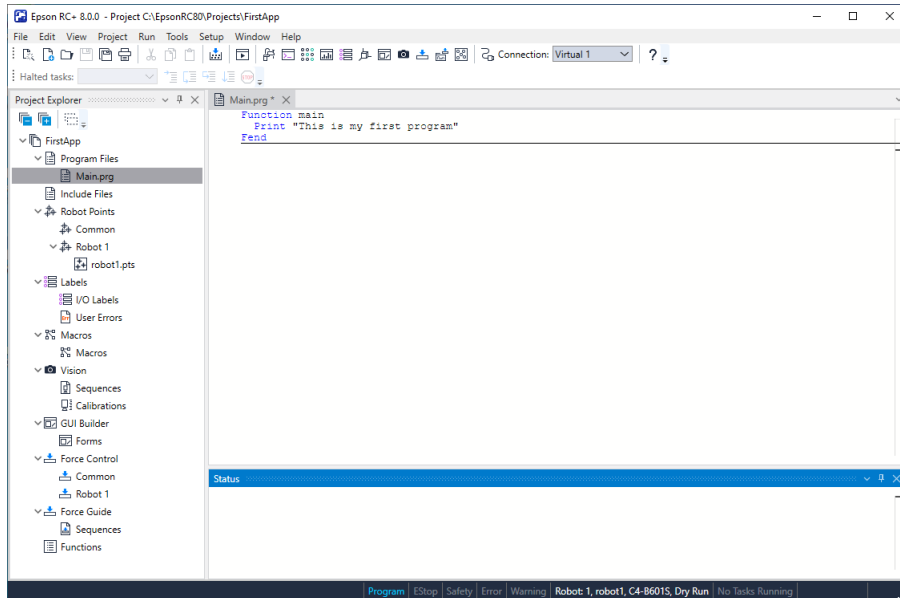 Epson RC+ 8.0.0 - Project C:\EpsonRC80\Projects\FirstApp
File Edit View Project Run Tools Setup Window Help
Connection: Virtual 1 ?
Halted tasks: STOP
Project Explorer
Main.prg *
Function main
Print "This is my first program"
Fend
FirstApp
Program Files
Main.prg
Include Files
Robot Points
Common
Robot 1
robot1.pts
Labels
I/O Labels
User Errors
Macros
Macros
Vision
Sequences
Calibrations
GUI Builder
Forms
Force Control
Common
Robot 1
Force Guide
Sequences
Functions
Status
Program EStop Safety Error Warning Robot: 1, robot1, C4-B601S, Dry Run No Tasks Running